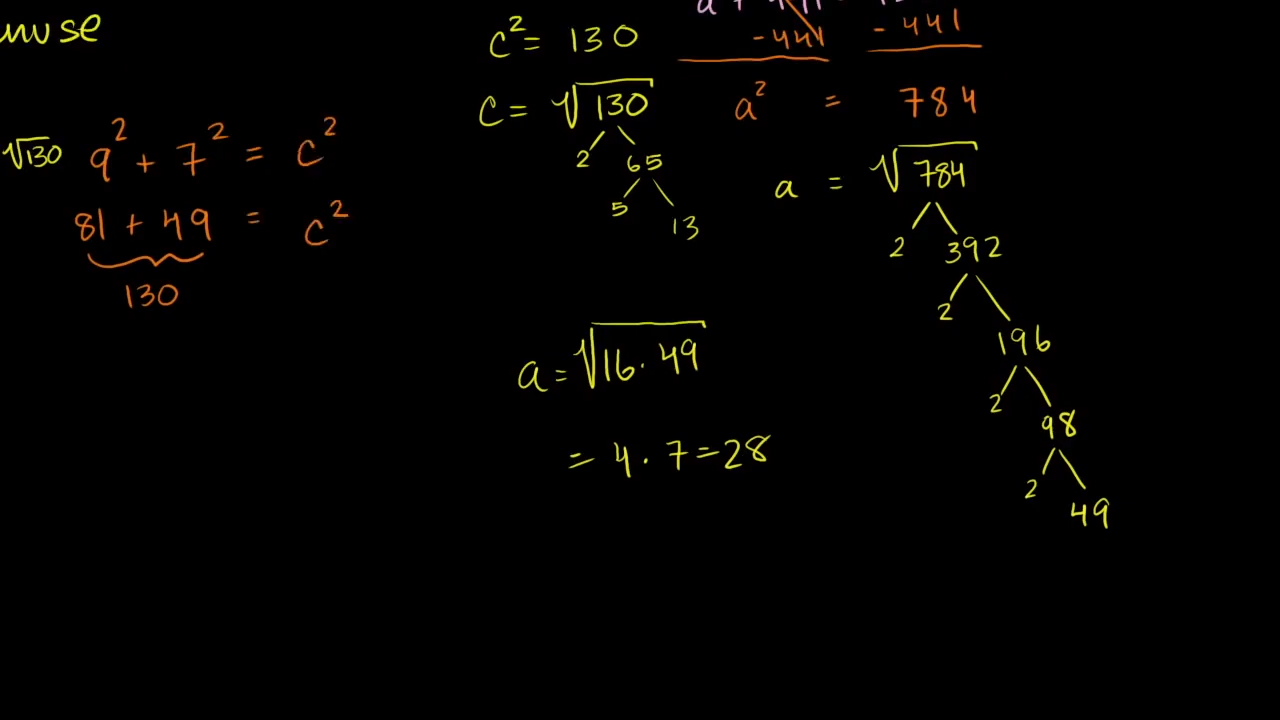 nuse
√130
9² + 7² = c²
81 + 49 = c²
130
c² = 130
c = √130
2 65
5 13
-441 -441
a² = 784
a = √784
2 392
2 196
2 98
2 49
a = √16 · 49
= 4 · 7 = 28